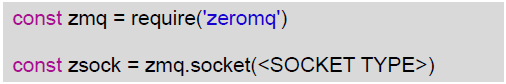 const zmq = require('zeromq')
const zsock = zmq.socket(<SOCKET TYPE>)